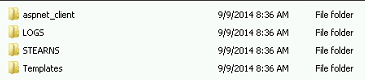 aspnet_client 9/9/2014 8:36 AM File folder
LOGS 9/9/2014 8:36 AM File folder
STEARNS 9/9/2014 8:36 AM File folder
Templates 9/9/2014 8:36 AM File folder